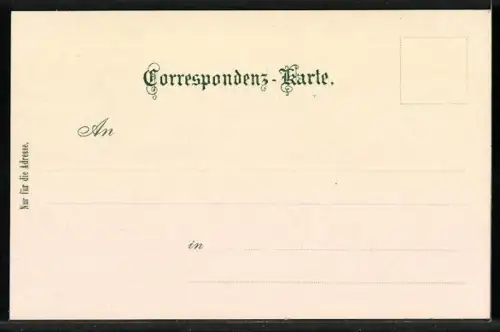 Correspondenz-Karte.
An
Nur für die Adresse.
in